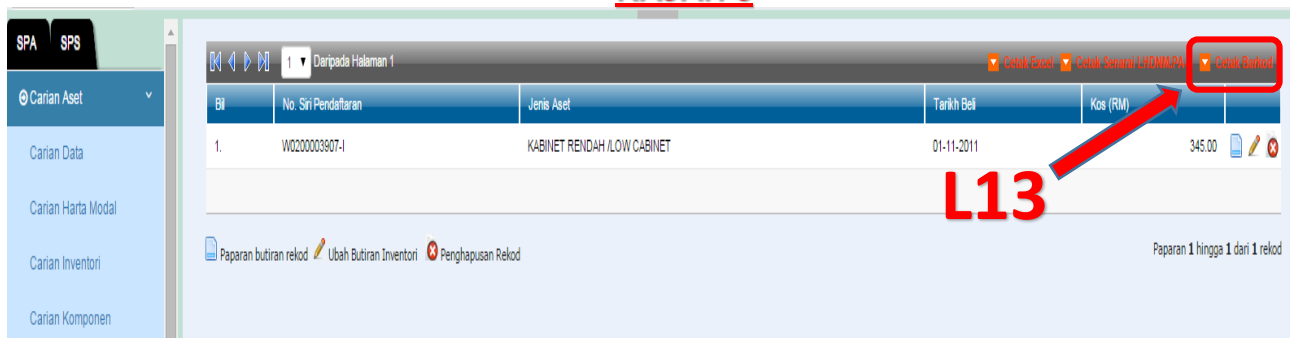 SPA SPS
1 Daripada Halaman 1
Cetak Excel Cetak Senarai Cetak Barkod
Carian Aset
Bil No. Siri Pendaftaran Jenis Aset Tarikh Beli Kos (RM)
Carian Data
1. W0200003907-I KABINET RENDAH /LOW CABINET 01-11-2011 345.00
L13
Carian Harta Modal
Carian Inventori
Paparan butiran rekod Ubah Butiran Inventori Penghapusan Rekod
Paparan 1 hingga 1 dari 1 rekod
Carian Komponen